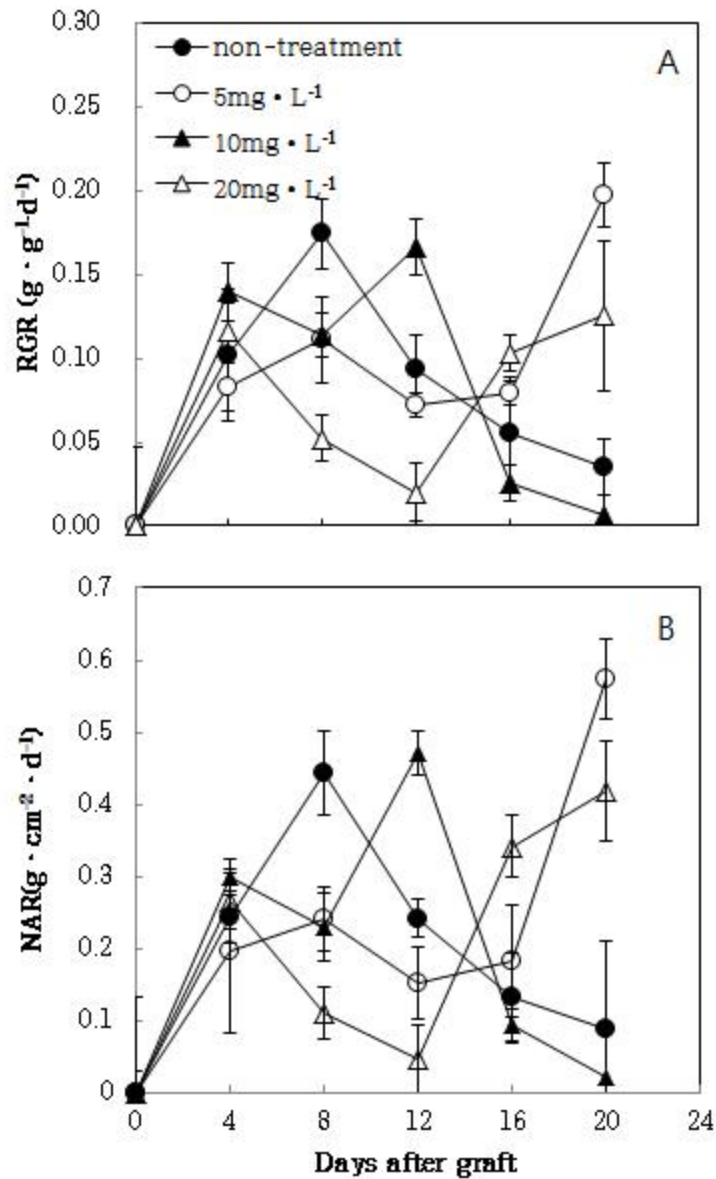 0.30
non-treatment
A
5mg · L⁻¹
0.25
10mg · L⁻¹
0.20
20mg · L⁻¹
0.15
0.10
0.05
0.00
RGR (g · g⁻¹·d⁻¹)
0.7
B
0.6
0.5
0.4
0.3
0.2
0.1
0
NAR(g · cm⁻² · d⁻¹)
0 4 8 12 16 20 24
Days after graft